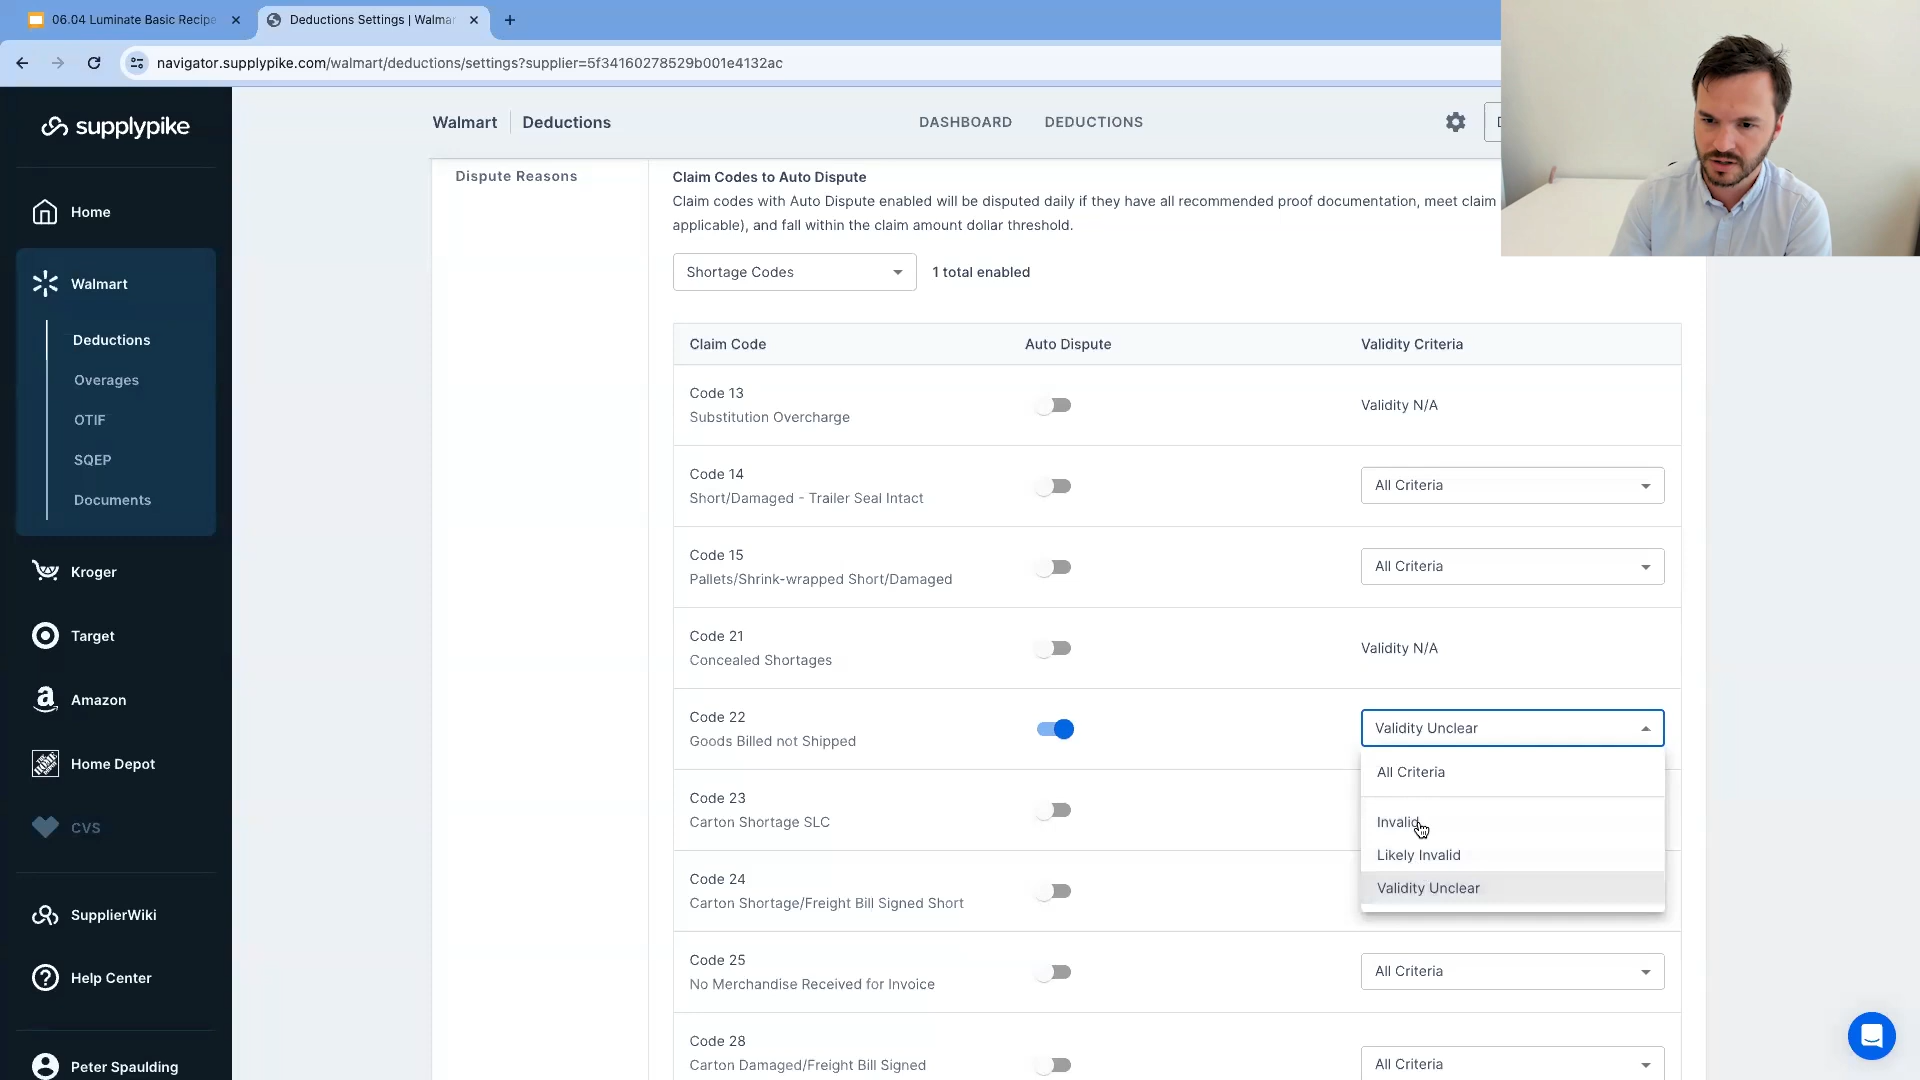 06.04 Luminate Basic Recipe
Deductions Settings | Walmar
navigator.supplypike.com/walmart/deductions/settings?supplier=5f34160278529b001e4132ac
supplypike
Home
Walmart
Deductions
Overages
OTIF
SQEP
Documents
Kroger
Target
Amazon
Home Depot
CVS
SupplierWiki
Help Center
Peter Spaulding
Walmart | Deductions
DASHBOARD
DEDUCTIONS
Dispute Reasons
Claim Codes to Auto Dispute
Claim codes with Auto Dispute enabled will be disputed daily if they have all recommended proof documentation, meet claim
applicable), and fall within the claim amount dollar threshold.
Shortage Codes
1 total enabled
Claim Code
Auto Dispute
Validity Criteria
Code 13
Substitution Overcharge
Validity N/A
Code 14
Short/Damaged - Trailer Seal Intact
All Criteria
Code 15
Pallets/Shrink-wrapped Short/Damaged
All Criteria
Code 21
Concealed Shortages
Validity N/A
Code 22
Goods Billed not Shipped
Validity Unclear
All Criteria
Invalid
Likely Invalid
Validity Unclear
Code 23
Carton Shortage SLC
Code 24
Carton Shortage/Freight Bill Signed Short
Code 25
No Merchandise Received for Invoice
All Criteria
Code 28
Carton Damaged/Freight Bill Signed
All Criteria